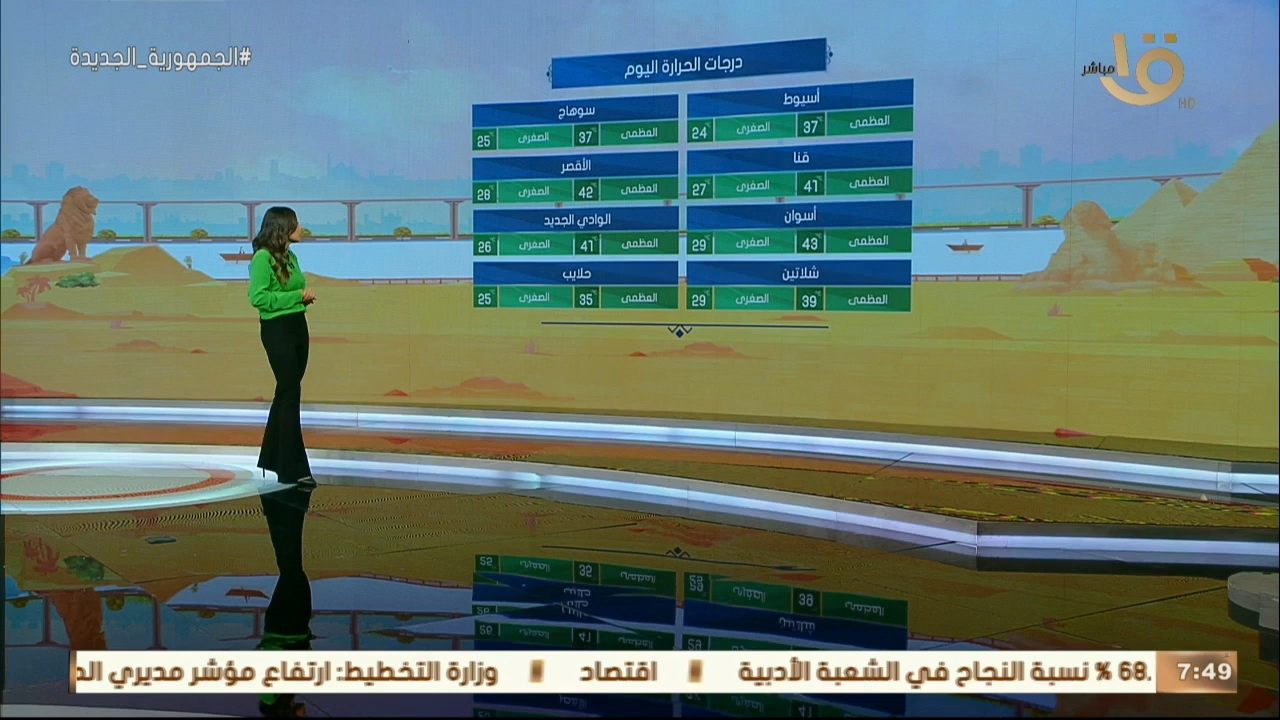 #الجمهورية_الجديدة
مباشر
HD
درجات الحرارة اليوم
أسيوط
العظمى 37 الصغرى 24
سوهاج
العظمى 37 الصغرى 25
قنا
العظمى 41 الصغرى 27
الأقصر
العظمى 42 الصغرى 28
أسوان
العظمى 43 الصغرى 29
الوادي الجديد
العظمى 41 الصغرى 26
شلاتين
العظمى 39 الصغرى 29
حلايب
العظمى 35 الصغرى 25
7:49
68. % نسبة النجاح في الشعبة الأدبية اقتصاد وزارة التخطيط: ارتفاع مؤشر مديري